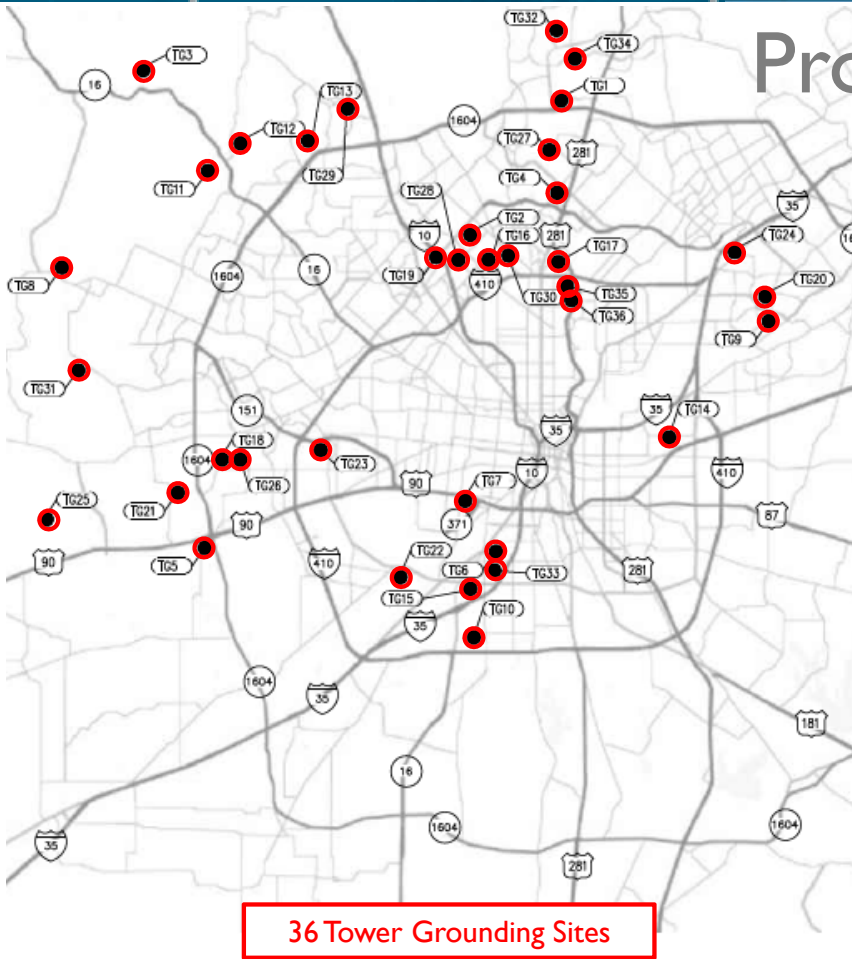 TG32
Pro
TG3
TG34
16
TG13
TG1
1604
TG12
TG27
281
TG29
TG4
TG11
TG28
35
TG2
10
TG16
281
TG17
TG24
16
1604
TG19
TG8
410
TG30
TG35
TG20
TG36
TG9
TG31
151
35
TG14
35
TG18
1604
TG23
10
410
TG26
90
TG7
TG21
TG25
90
371
87
90
TG5
410
TG22
TG6
TG33
281
TG15
TG10
35
1604
35
181
16
1604
1604
35
281
36 Tower Grounding Sites